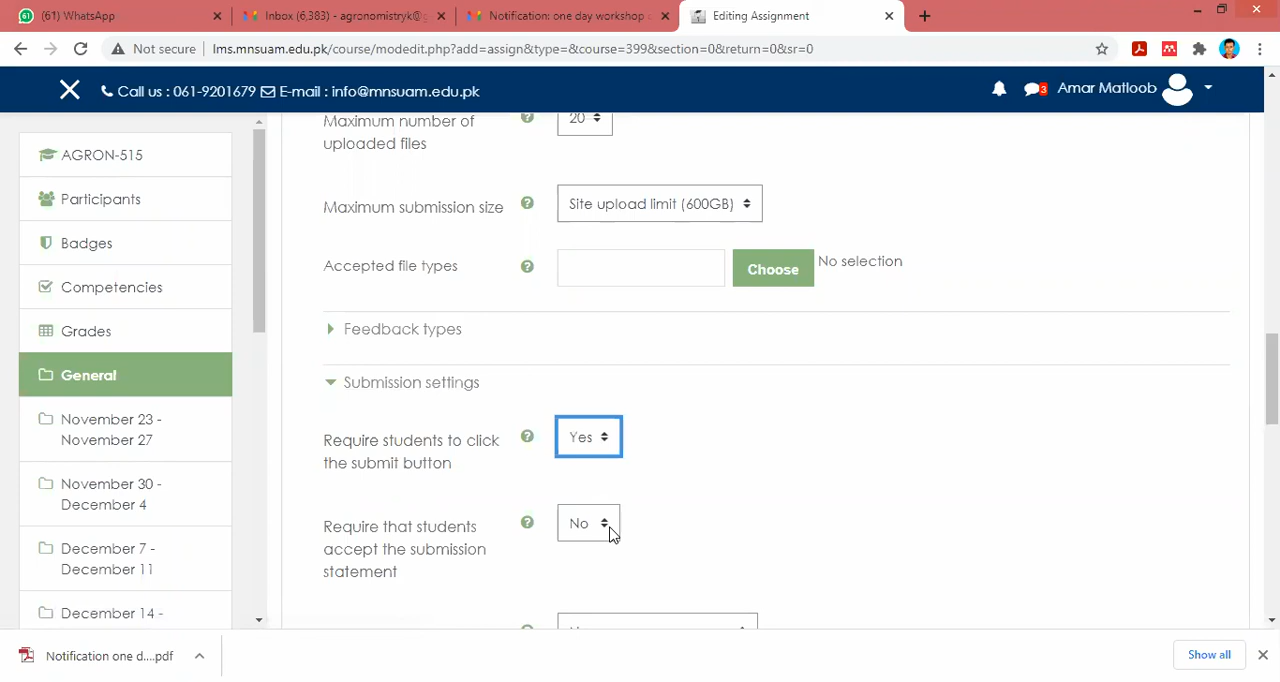 (61) WhatsApp
Inbox (6,383) - agronomistryk@g
Notification: one day workshop
Editing Assignment
Not secure
lms.mnsuam.edu.pk/course/modedit.php?add=assign&type=&course=399&section=0&return=0&sr=0
Call us : 061-9201679 E-mail : info@mnsuam.edu.pk
3
Amar Matloob
AGRON-515
Participants
Badges
Competencies
Grades
General
November 23 -
November 27
November 30 -
December 4
December 7 -
December 11
December 14 -
Maximum number of
uploaded files
20
Maximum submission size
Site upload limit (600GB)
Accepted file types
Choose
No selection
Feedback types
Submission settings
Require students to click
the submit button
Yes
Require that students
accept the submission
statement
No
Notification one d....pdf
Show all